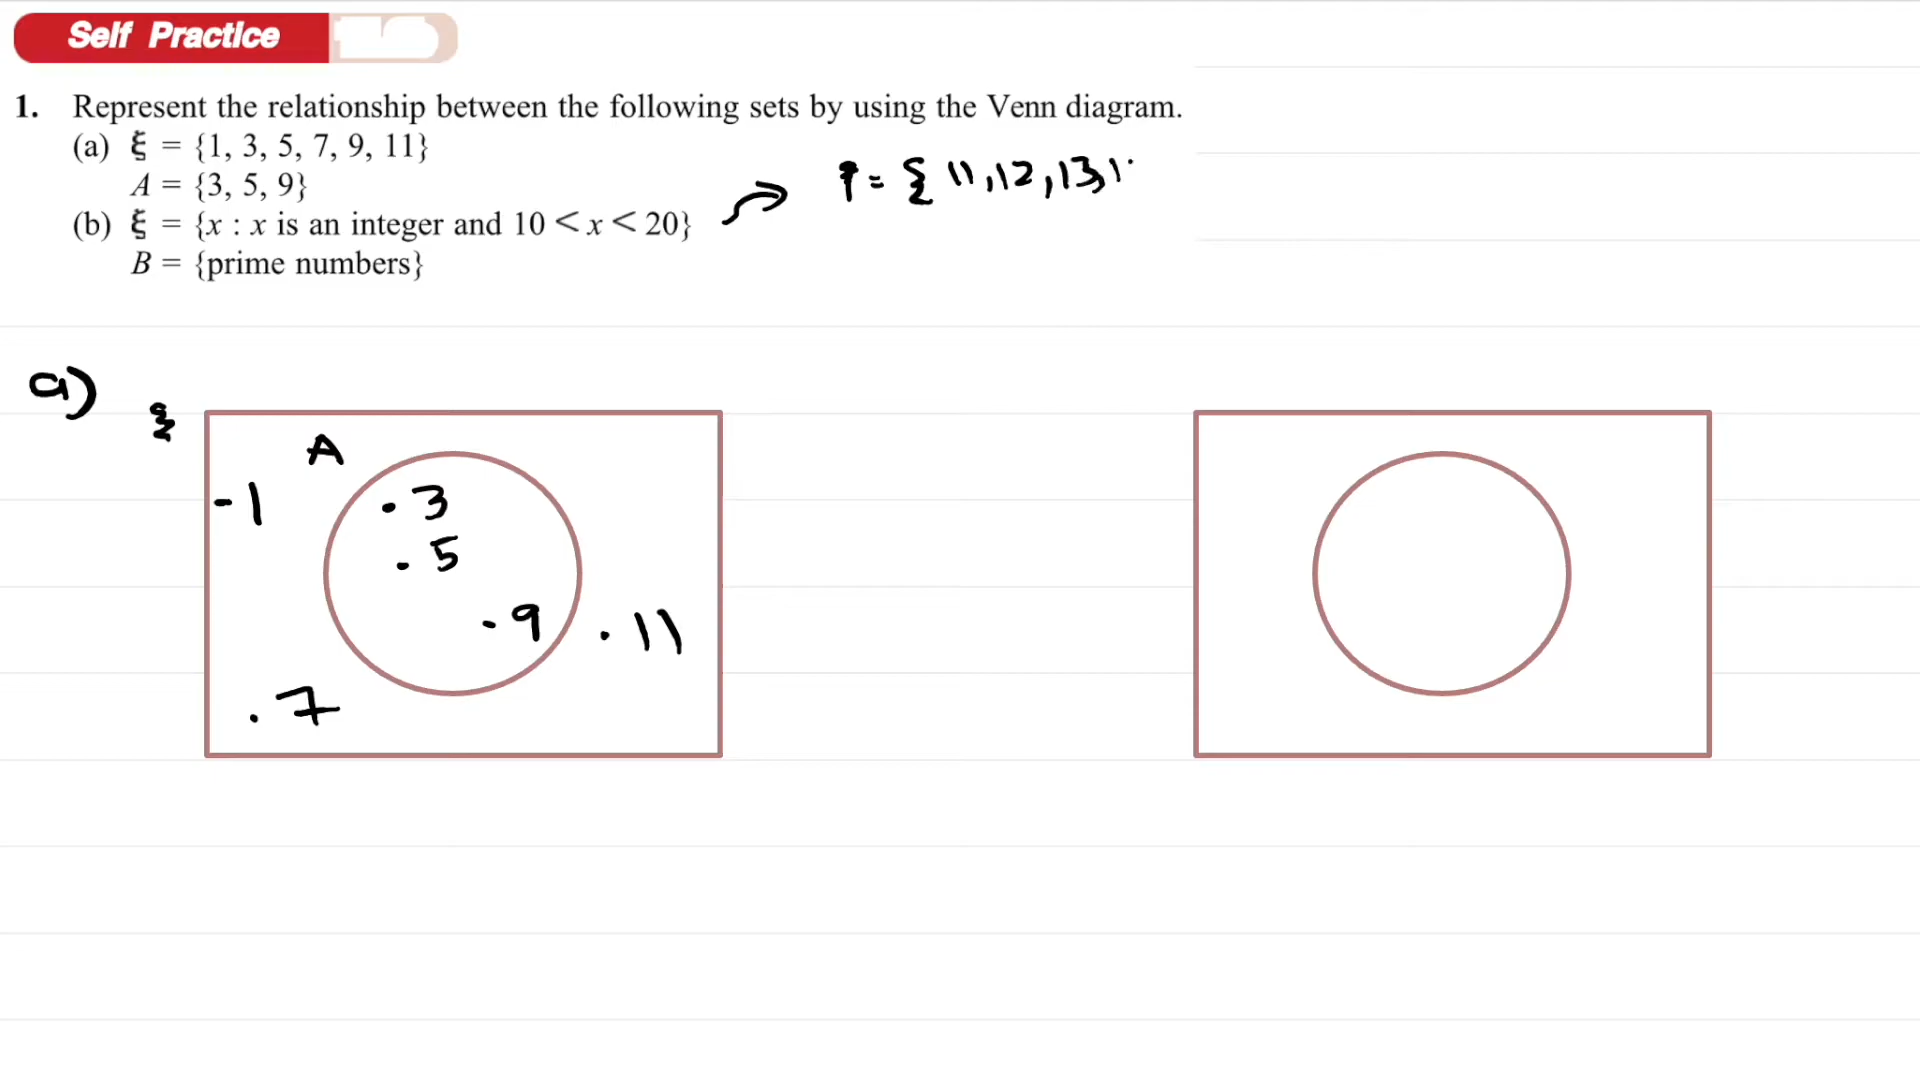 Self Practice
1. Represent the relationship between the following sets by using the Venn diagram.
(a) ξ = {1, 3, 5, 7, 9, 11}
A = {3, 5, 9}
(b) ξ = {x : x is an integer and 10 < x < 20}
B = {prime numbers}
= { 11, 12, 13, 1
a)
ξ
A
- 1
. 3
. 5
. 9
. 11
. 7